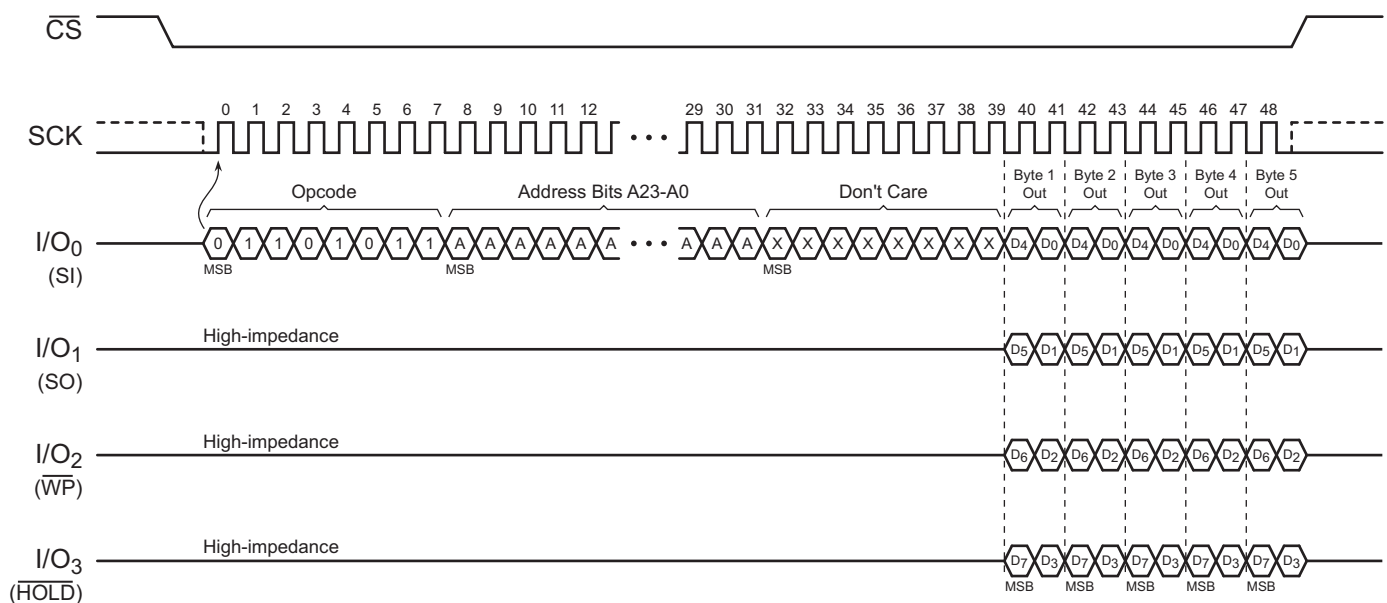 CS
0 1 2 3 4 5 6 7 8 9 10 11 12 29 30 31 32 33 34 35 36 37 38 39 40 41 42 43 44 45 46 47 48
SCK • • •
Byte 1 Out Byte 2 Out Byte 3 Out Byte 4 Out Byte 5 Out
Opcode Address Bits A23-A0 Don't Care
I/O0 0 1 1 0 1 0 1 1 A A A A A A • • • A A A X X X X X X X X D4 D0 D4 D0 D4 D0 D4 D0 D4 D0
(SI) MSB MSB MSB
High-impedance
I/O1 D5 D1 D5 D1 D5 D1 D5 D1 D5 D1
(SO)
High-impedance
I/O2 D6 D2 D6 D2 D6 D2 D6 D2 D6 D2
(WP)
High-impedance
I/O3 D7 D3 D7 D3 D7 D3 D7 D3 D7 D3
(HOLD) MSB MSB MSB MSB MSB